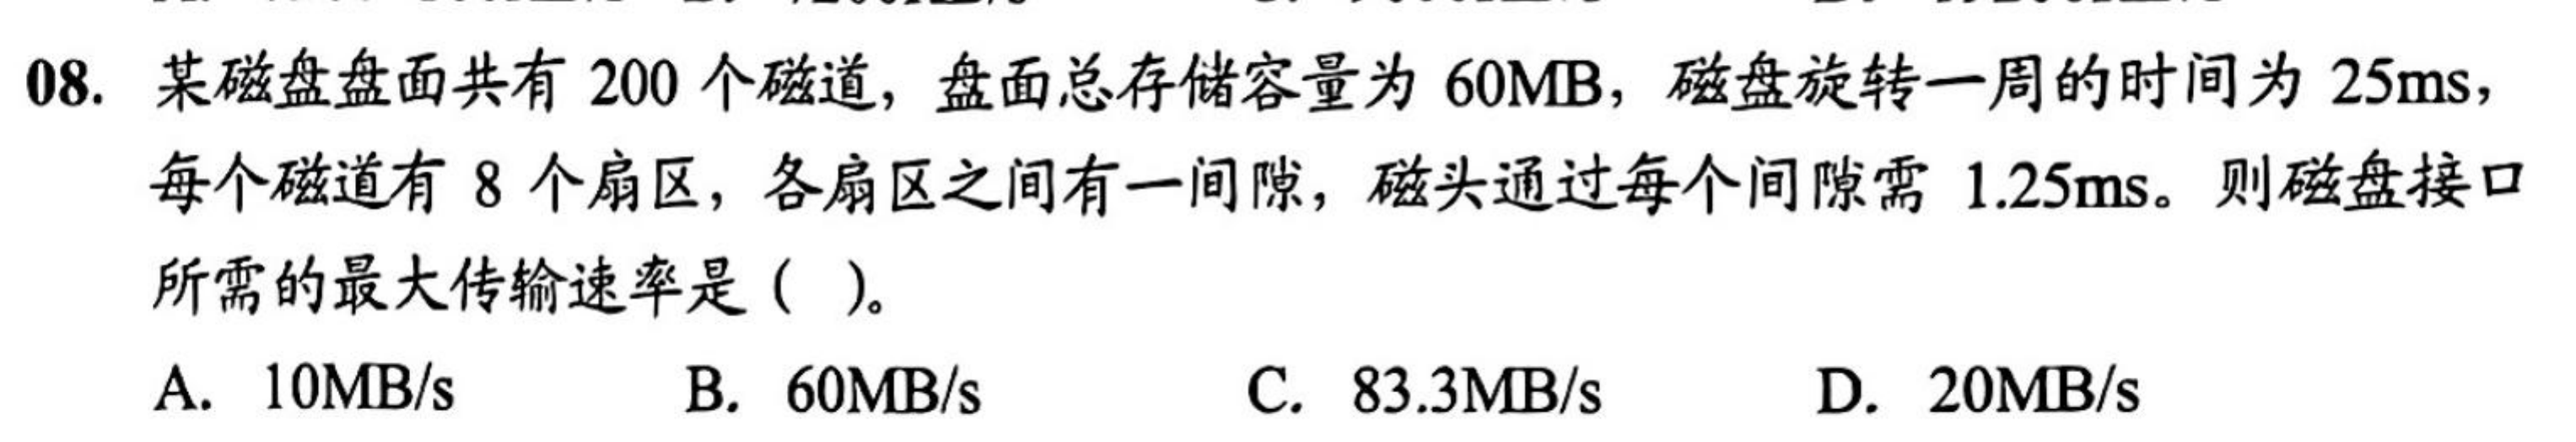 08. 某磁盘盘面共有 200 个磁道，盘面总存储容量为 60MB，磁盘旋转一周的时间为 25ms，
每个磁道有 8 个扇区，各扇区之间有一间隙，磁头通过每个间隙需 1.25ms。则磁盘接口
所需的最大传输速率是（ ）。
A. 10MB/s B. 60MB/s C. 83.3MB/s D. 20MB/s